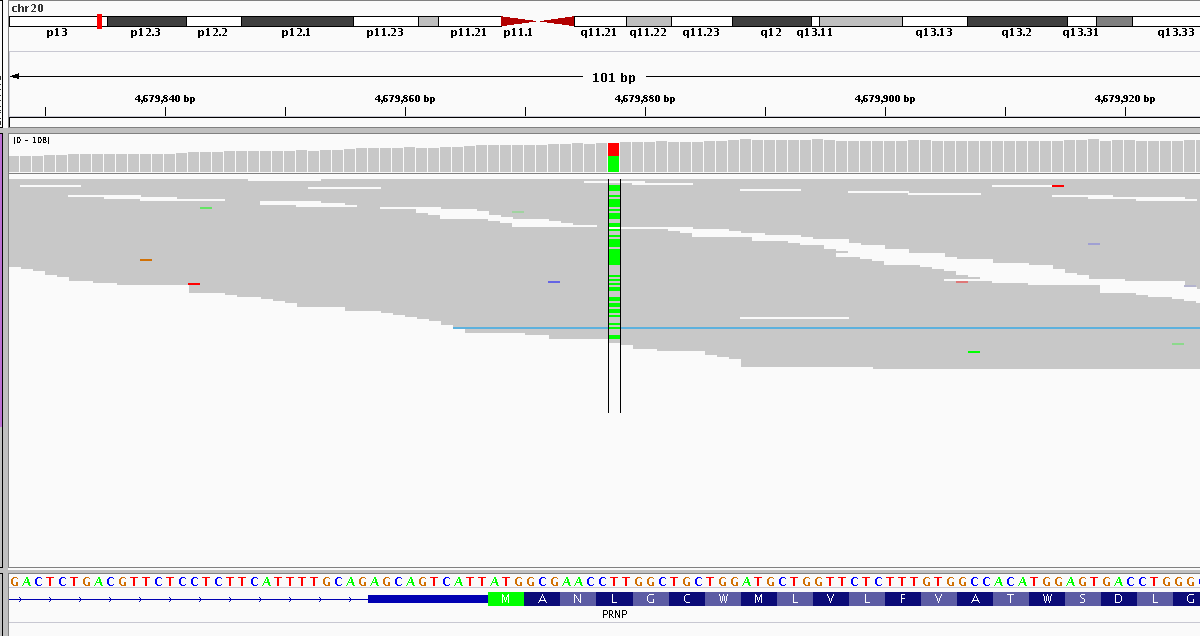 chr20
p13 p12.3 p12.2 p12.1 p11.23 p11.21 p11.1 q11.21 q11.22 q11.23 q12 q13.11 q13.13 q13.2 q13.31 q13.33
101 bp
4,679,840 bp 4,679,860 bp 4,679,880 bp 4,679,900 bp 4,679,920 bp
[0 - 108]
GACTCTGACGTTCTCCTCTTCATTTTGCAGAGCAGTCATTATGGCGAACCTTGGCTGCTGGATGCTGGTTCTCTTTGTGGCCACATGGAGTGACCTGGG
M A N L G C W M L V L F V A T W S D L G
PRNP